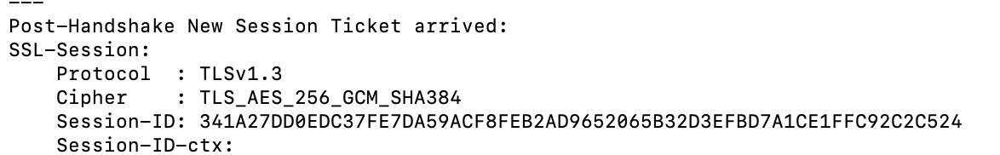 ---
Post-Handshake New Session Ticket arrived:
SSL-Session:
    Protocol  : TLSv1.3
    Cipher    : TLS_AES_256_GCM_SHA384
    Session-ID: 341A27DD0EDC37FE7DA59ACF8FEB2AD9652065B32D3EFBD7A1CE1FFC92C2C524
    Session-ID-ctx: